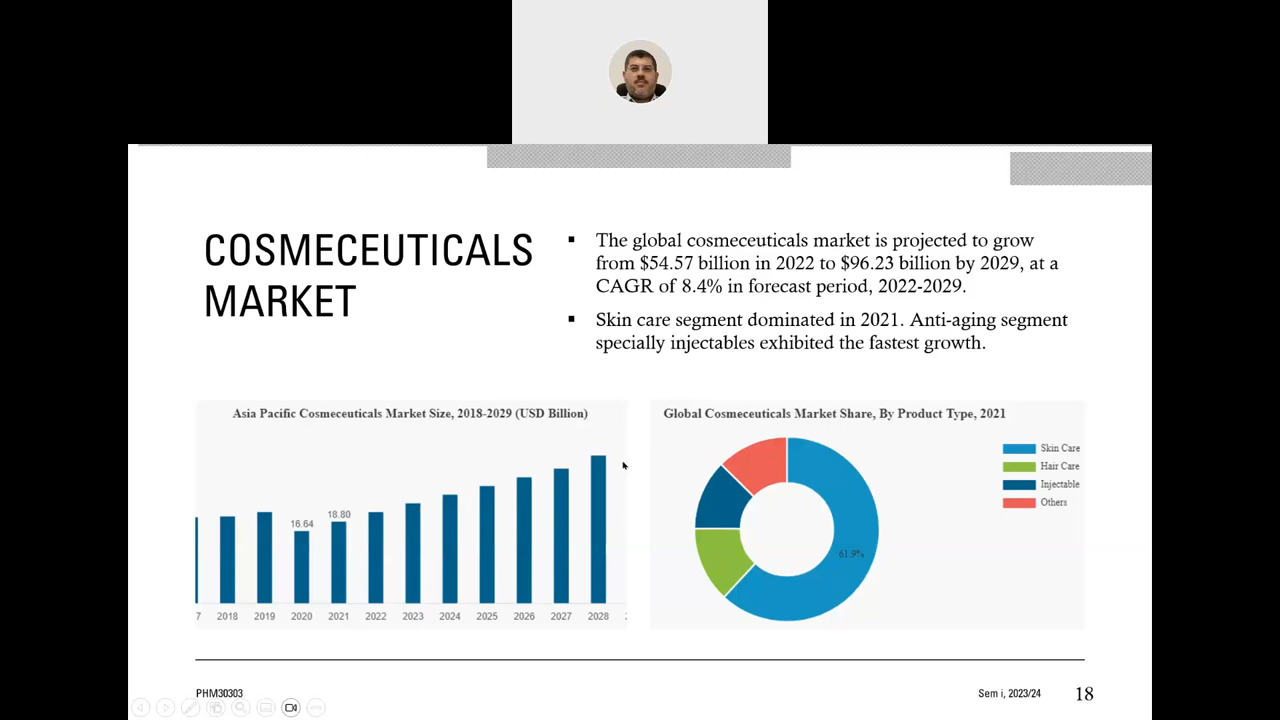 COSMECEUTICALS
MARKET
▪ The global cosmeceuticals market is projected to grow
from $54.57 billion in 2022 to $96.23 billion by 2029, at a
CAGR of 8.4% in forecast period, 2022-2029.
▪ Skin care segment dominated in 2021. Anti-aging segment
specially injectables exhibited the fastest growth.
Asia Pacific Cosmeceuticals Market Size, 2018-2029 (USD Billion)
16.64
18.80
7 2018 2019 2020 2021 2022 2023 2024 2025 2026 2027 2028
Global Cosmeceuticals Market Share, By Product Type, 2021
Skin Care
Hair Care
Injectable
Others
61.9%
PHM30303
Sem i, 2023/24
18